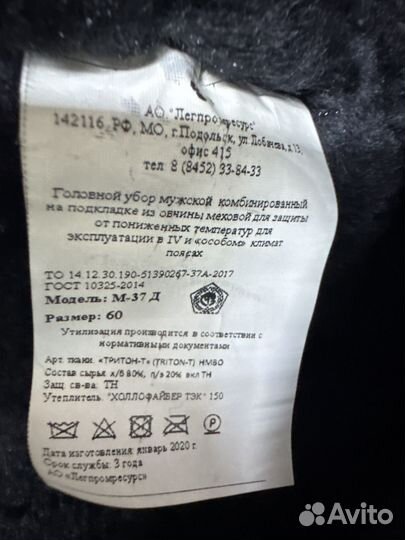 АО "Легпромресурс"
142116, РФ, МО, г.Подольск, ул.Лобачева, д.13,
офис 415
тел 8 (8452) 33-84-33
Головной убор мужской комбинированный
на подкладке из овчины меховой для защиты
от пониженных температур для
эксплуатации в IV и «особом» климат.
поясах
ТО 14.12.30.190-51390267-37А-2017
ГОСТ 10325-2014
Модель: М-37 Д
Размер: 60
Утилизация производится в соответствии с
нормативными документами
Арт. ткани: «ТРИТОН-Т» (TRITON-T) НМВО
Состав сырья: х/б 80%, п/э 20% вкл ТН
Защ. св-ва: ТН
Утеплитель: "ХОЛЛОФАЙБЕР ТЭК" 150
P
Дата изготовления: январь 2020 г.
Срок службы: 3 года
АО «Легпромресурс»
Avito